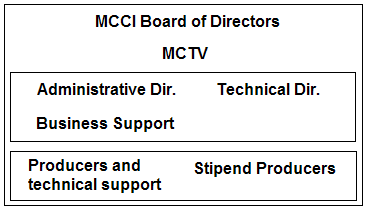 MCCI Board of Directors
MCTV
Administrative Dir. Technical Dir.
Business Support
Producers and
technical support
Stipend Producers